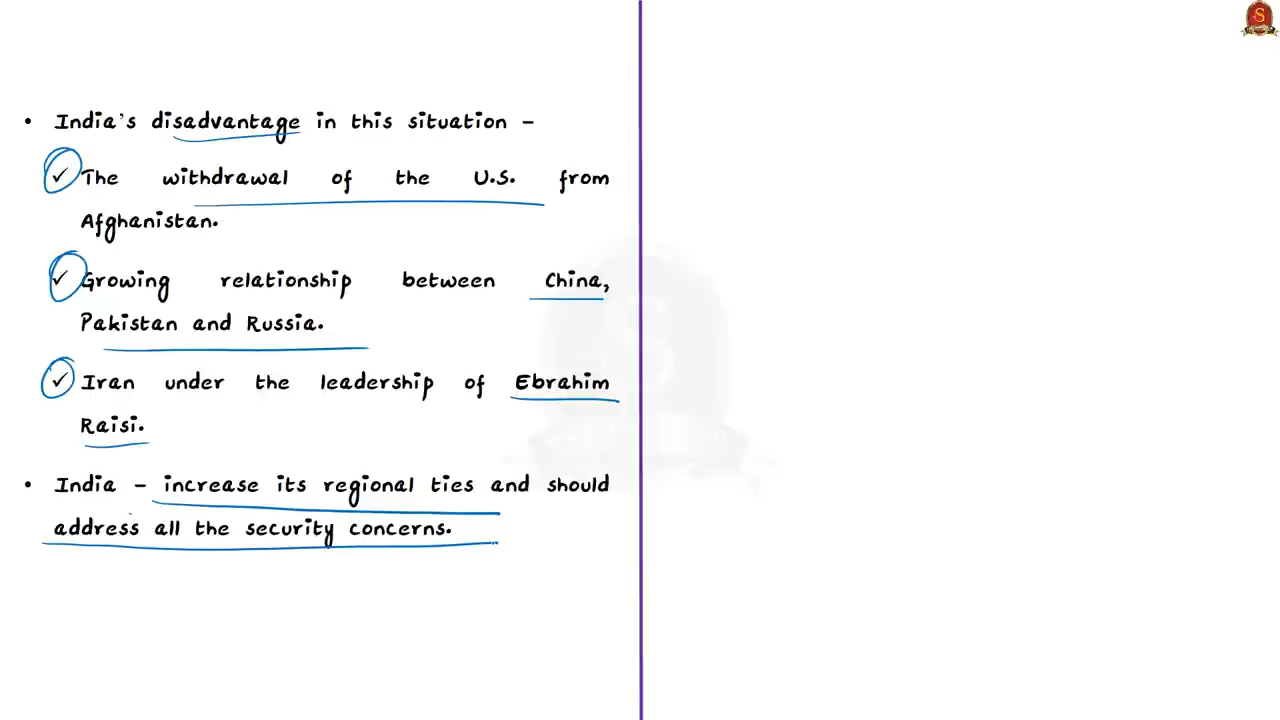 • India's disadvantage in this situation –
✓ The withdrawal of the U.S. from
Afghanistan.
✓ Growing relationship between China,
Pakistan and Russia.
✓ Iran under the leadership of Ebrahim
Raisi.
• India – increase its regional ties and should
address all the security concerns.
S